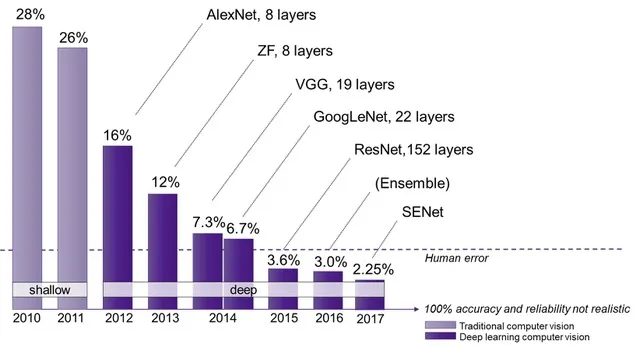 28%
26%
16%
12%
7.3%
6.7%
3.6%
3.0%
2.25%
AlexNet, 8 layers
ZF, 8 layers
VGG, 19 layers
GoogLeNet, 22 layers
ResNet,152 layers
(Ensemble)
SENet
Human error
shallow
deep
2010
2011
2012
2013
2014
2015
2016
2017
100% accuracy and reliability not realistic
Traditional computer vision
Deep learning computer vision